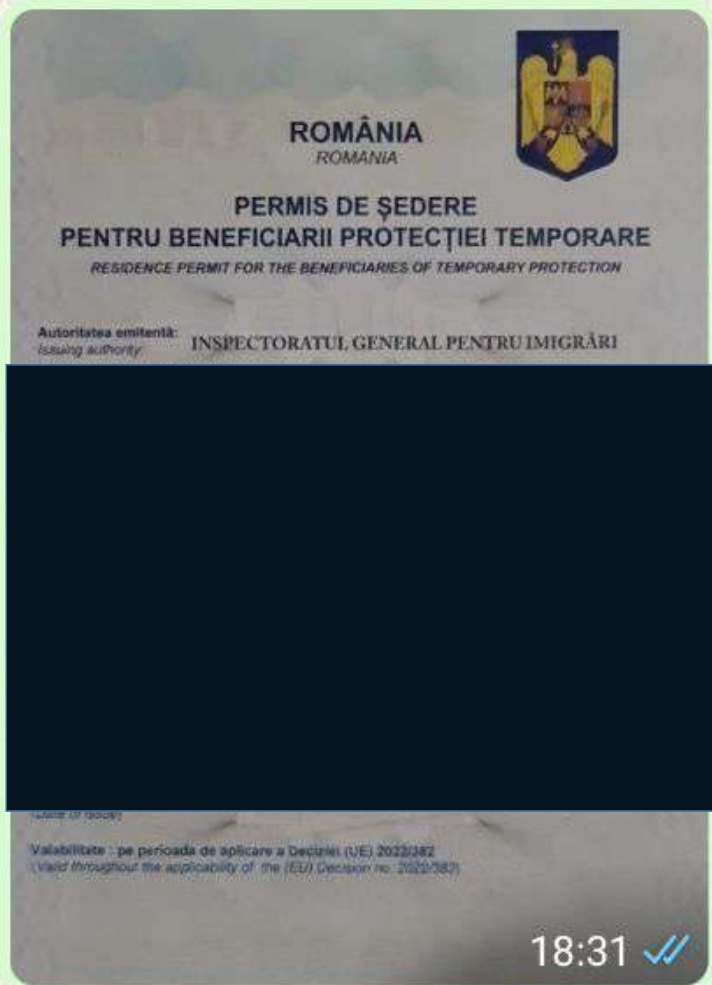 ROMÂNIA
ROMANIA
PERMIS DE ȘEDERE
PENTRU BENEFICIARII PROTECȚIEI TEMPORARE
RESIDENCE PERMIT FOR THE BENEFICIARIES OF TEMPORARY PROTECTION
Autoritatea emitentă:
Issuing authority:
INSPECTORATUL GENERAL PENTRU IMIGRĂRI
(Date of issue)
Valabilitate : pe perioada de aplicare a Deciziei (UE) 2022/382
(Valid throughout the applicability of the (EU) Decision no. 2022/382)
18:31